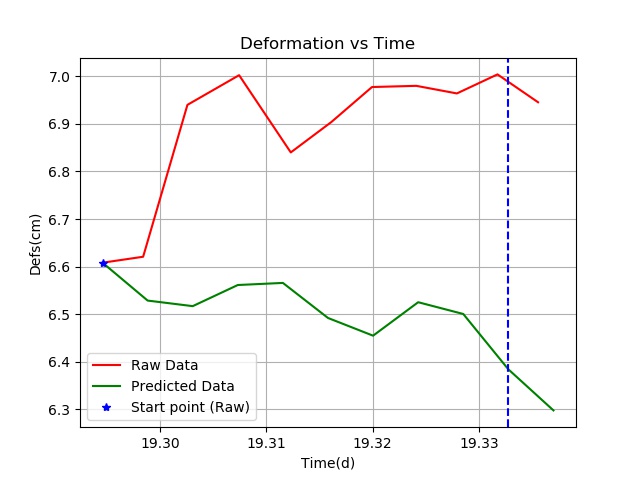 Deformation vs Time
Defs(cm)
7.0
6.9
6.8
6.7
6.6
6.5
6.4
6.3
Raw Data
Predicted Data
Start point (Raw)
19.30 19.31 19.32 19.33
Time(d)